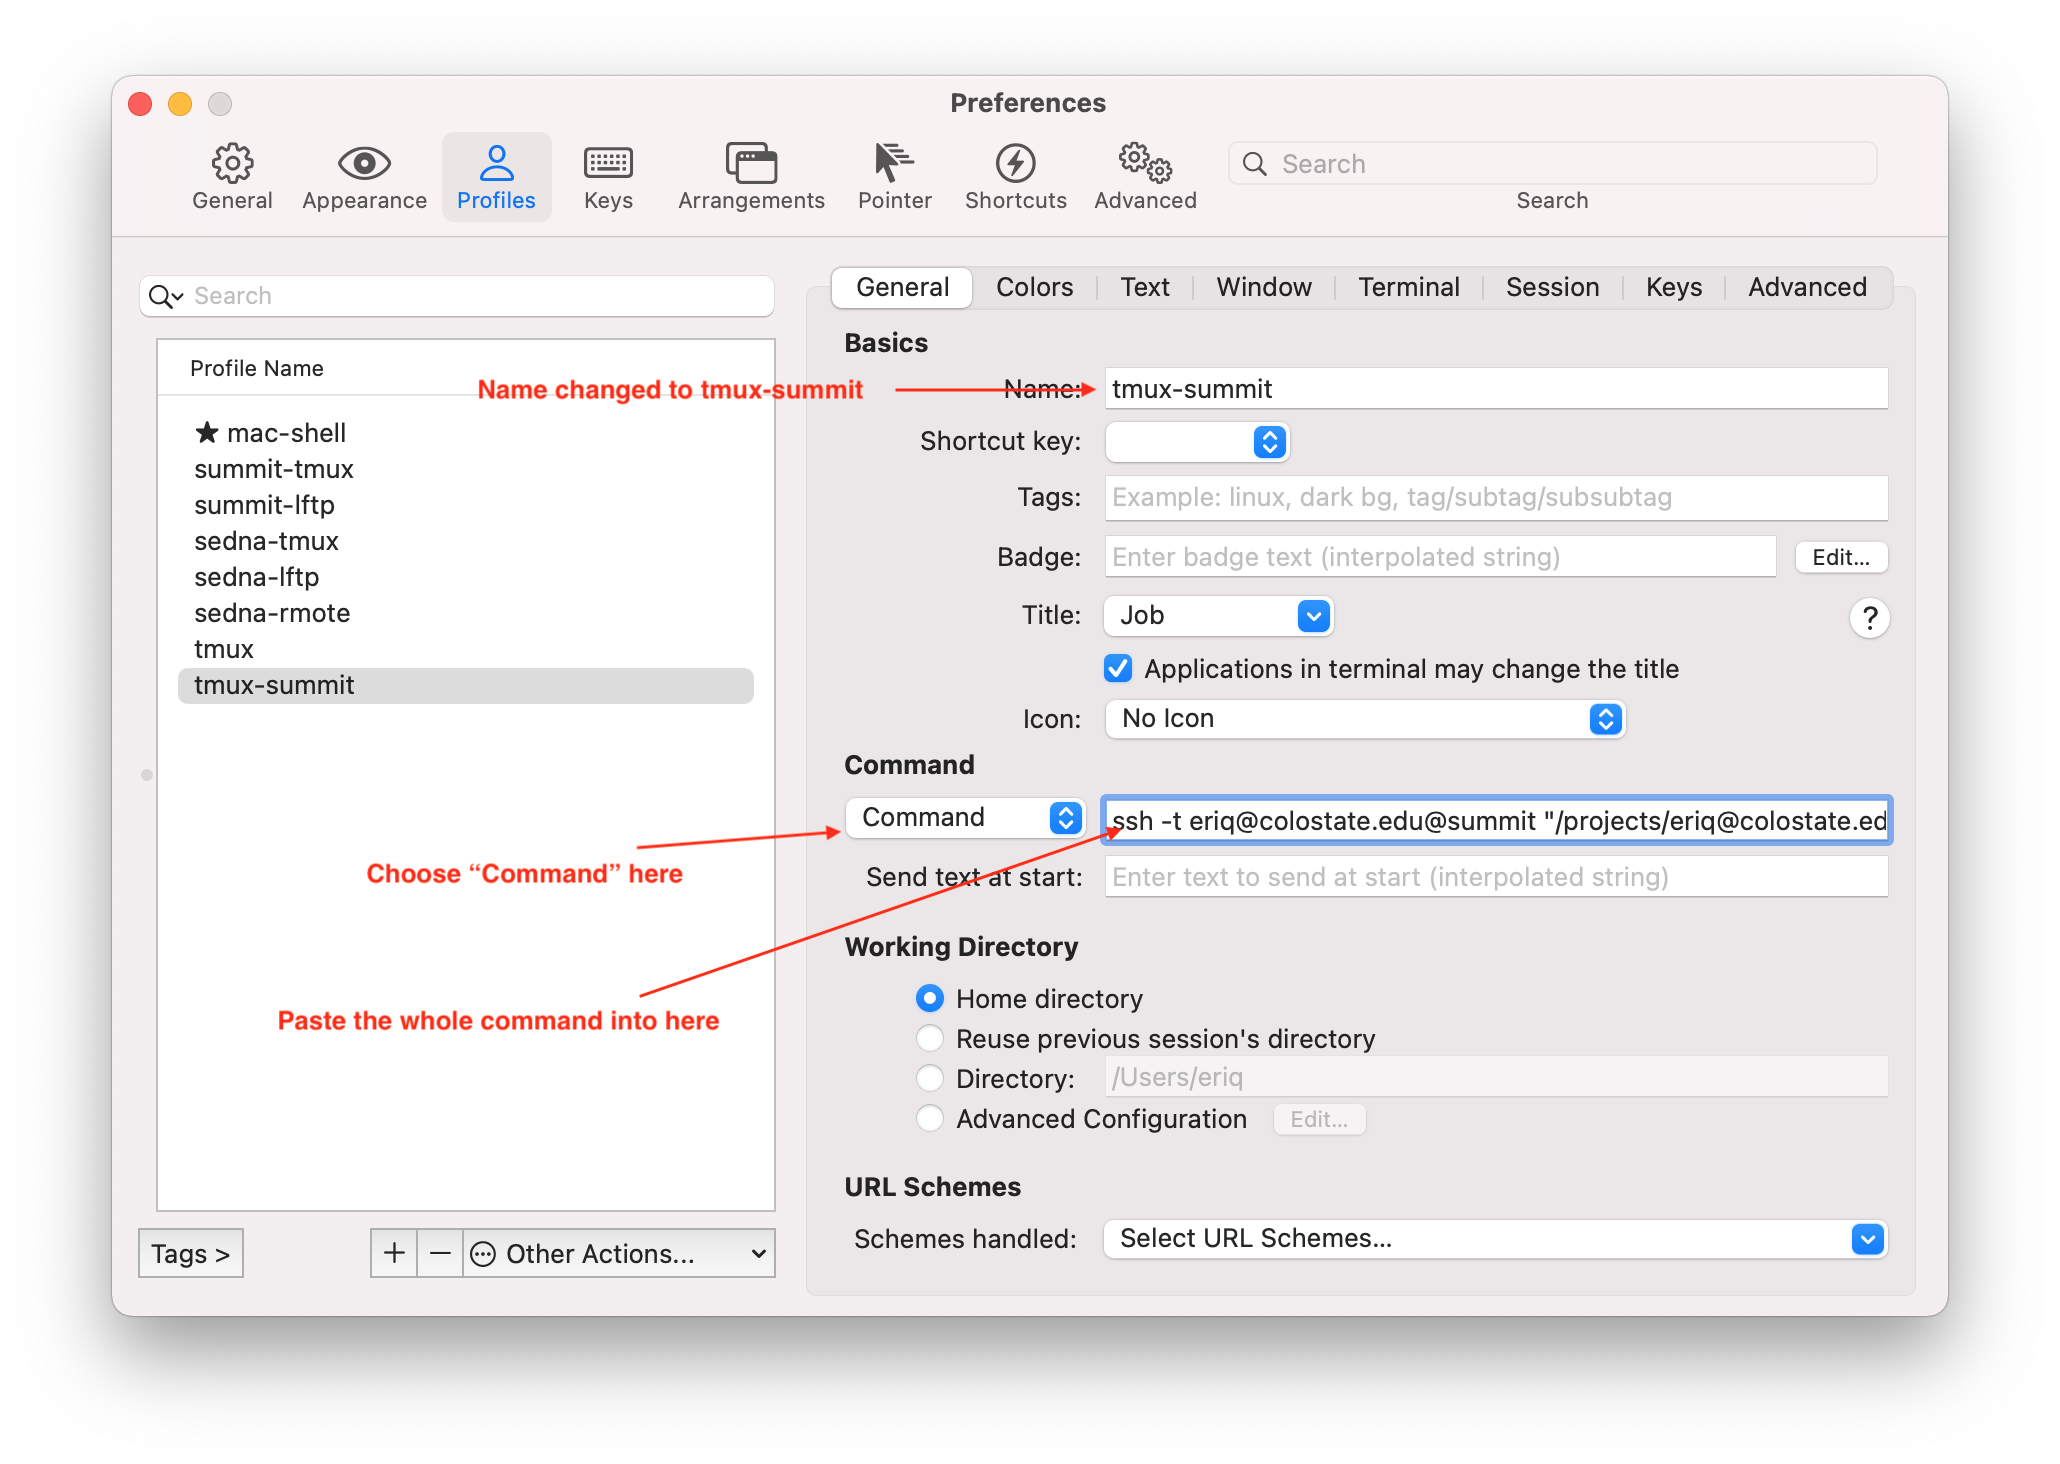 Preferences
General
Appearance
Profiles
Keys
Arrangements
Pointer
Shortcuts
Advanced
Search
Search
Search
Profile Name
★ mac-shell
summit-tmux
summit-lftp
sedna-tmux
sedna-lftp
sedna-rmote
tmux
tmux-summit
Tags >
+
−
Other Actions...
General
Colors
Text
Window
Terminal
Session
Keys
Advanced
Basics
Name changed to tmux-summit
Name: tmux-summit
Shortcut key:
Tags: Example: linux, dark bg, tag/subtag/subsubtag
Badge: Enter badge text (interpolated string) Edit...
Title: Job ?
Applications in terminal may change the title
Icon: No Icon
Command
Command ssh -t eriq@colostate.edu@summit "/projects/eriq@colostate.ed
Choose “Command” here
Send text at start: Enter text to send at start (interpolated string)
Working Directory
Home directory
Paste the whole command into here
Reuse previous session's directory
Directory: /Users/eriq
Advanced Configuration Edit...
URL Schemes
Schemes handled: Select URL Schemes...